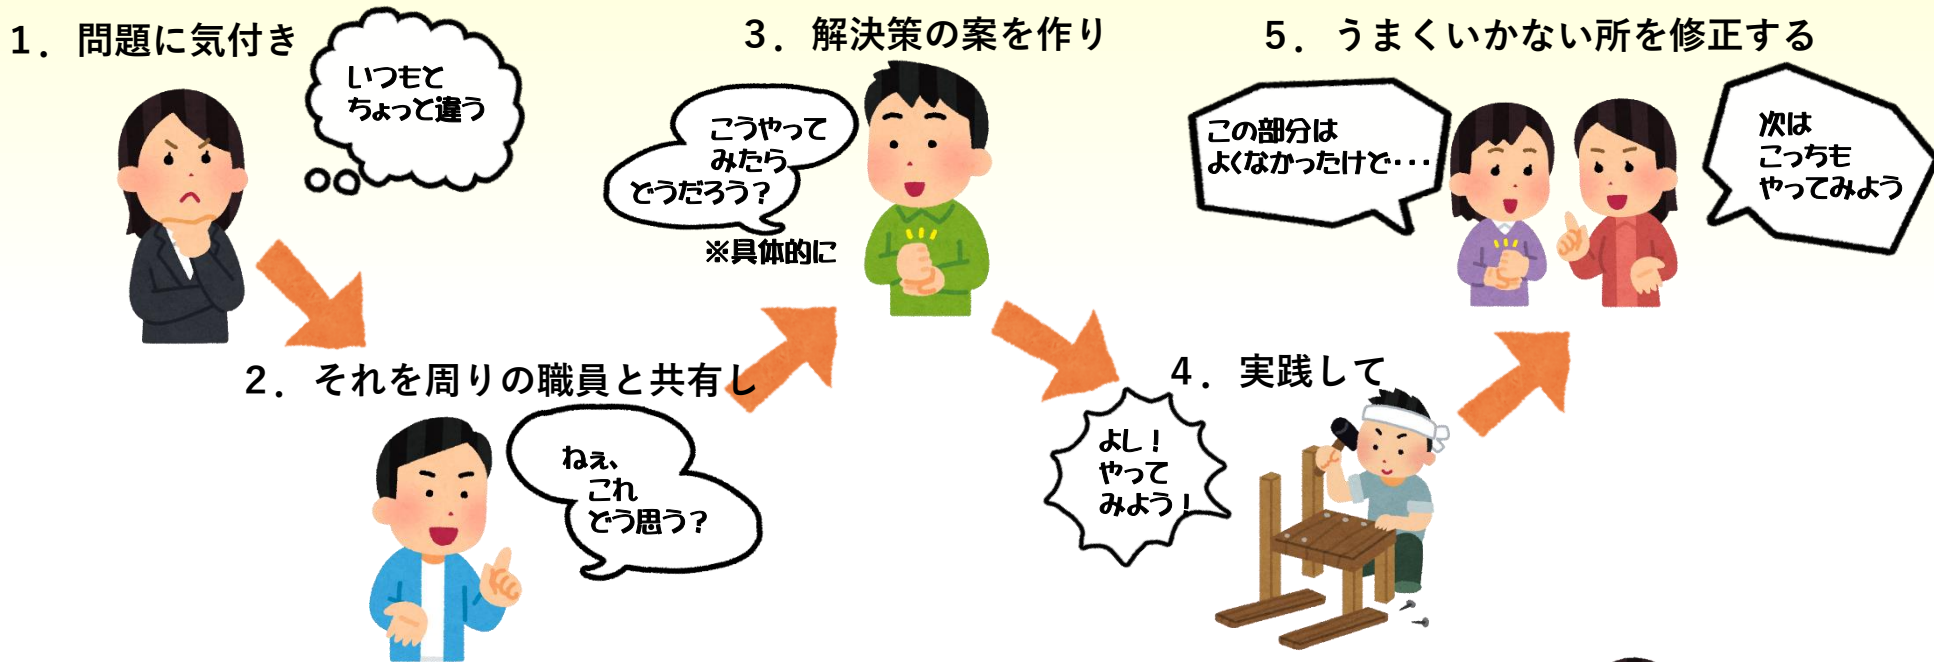 1．問題に気付き
いつもと
ちょっと違う
2．それを周りの職員と共有し
ねぇ、
これ
どう思う？
3．解決策の案を作り
こうやって
みたら
どうだろう？
※具体的に
4．実践して
よし！
やって
みよう！
5．うまくいかない所を修正する
この部分は
よくなかったけど・・・
次は
こっちも
やってみよう